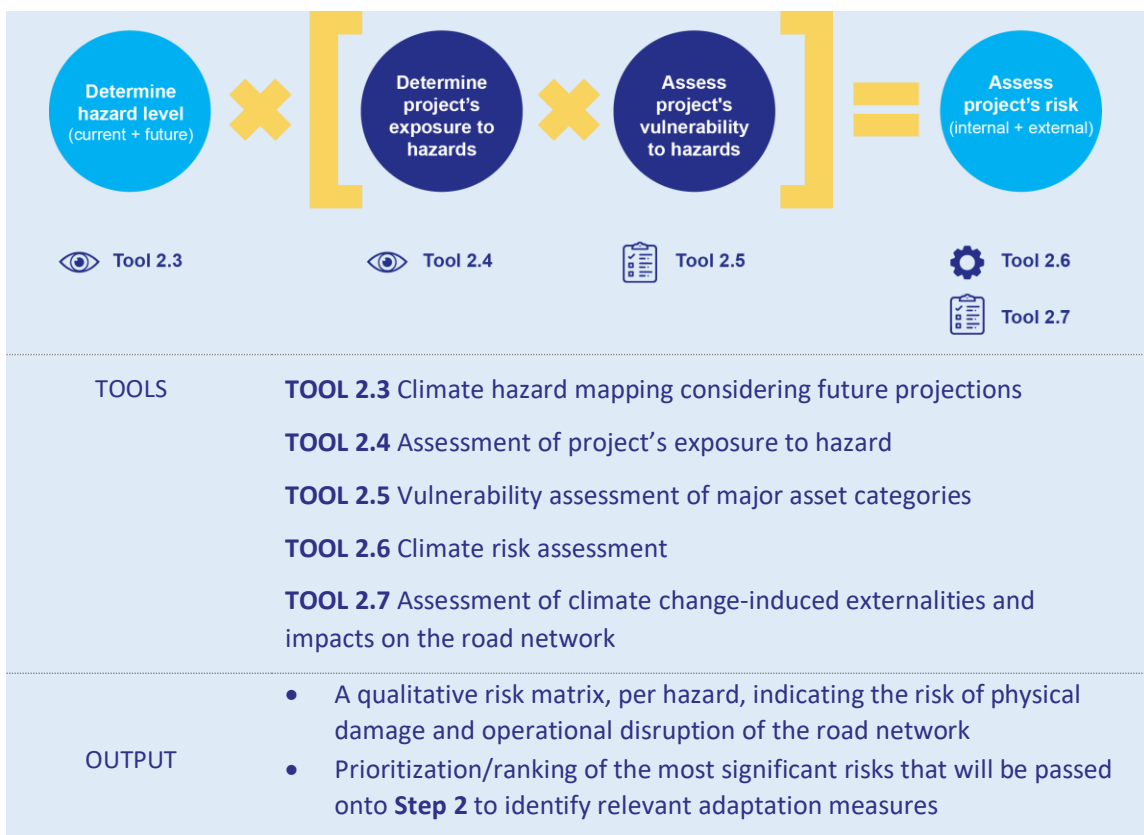 Determine
hazard level
(current + future)
Determine
project's
exposure to
hazards
Assess
project's
vulnerability
to hazards
Assess
project's risk
(internal + external)
Tool 2.3
Tool 2.4
Tool 2.5
Tool 2.6
Tool 2.7
TOOLS
TOOL 2.3 Climate hazard mapping considering future projections
TOOL 2.4 Assessment of project’s exposure to hazard
TOOL 2.5 Vulnerability assessment of major asset categories
TOOL 2.6 Climate risk assessment
TOOL 2.7 Assessment of climate change-induced externalities and
impacts on the road network
OUTPUT
• A qualitative risk matrix, per hazard, indicating the risk of physical
damage and operational disruption of the road network
• Prioritization/ranking of the most significant risks that will be passed
onto Step 2 to identify relevant adaptation measures